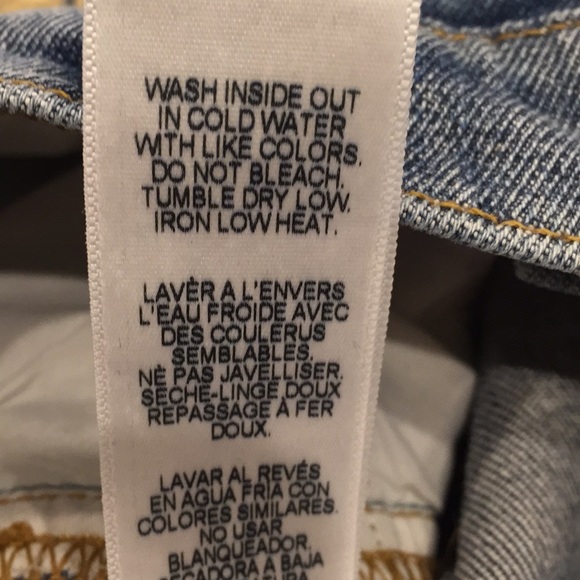 WASH INSIDE OUT
IN COLD WATER
WITH LIKE COLORS.
DO NOT BLEACH.
TUMBLE DRY LOW.
IRON LOW HEAT.
LAVÈR A L'ENVERS
L'EAU FROIDE AVEC
DES COULERUS
SEMBLABLES.
NÈ PAS JAVELLISER.
SÈCHE-LINGE DOUX
REPASSAGE A FER
DOUX.
LAVAR AL REVÉS
EN AGUA FRIA CON
COLORES SIMILARES.
NO USAR
BLANQUEADOR.
SECADORA A BAJA